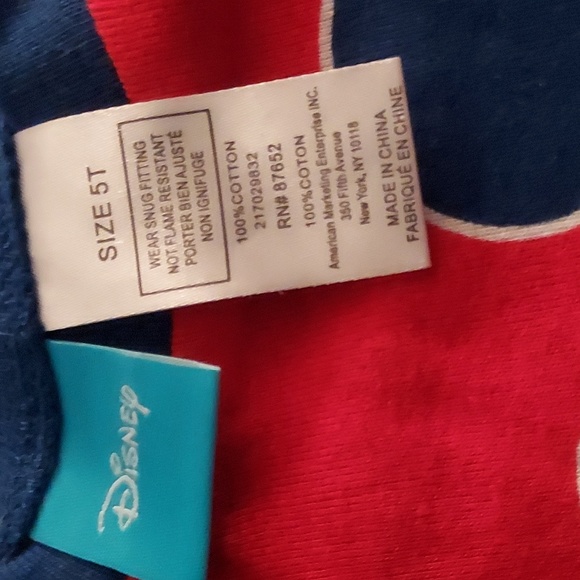 SIZE 5T
WEAR SNUG FITTING
NOT FLAME RESISTANT
PORTER BIEN AJUSTÉ
NON IGNIFUGE
100%COTTON
217029832
RN# 87652
100%COTON
American Marketing Enterprise INC.
350 Fifth Avenue
New York, NY 10118
MADE IN CHINA
FABRIQUÉ EN CHINE
Disney